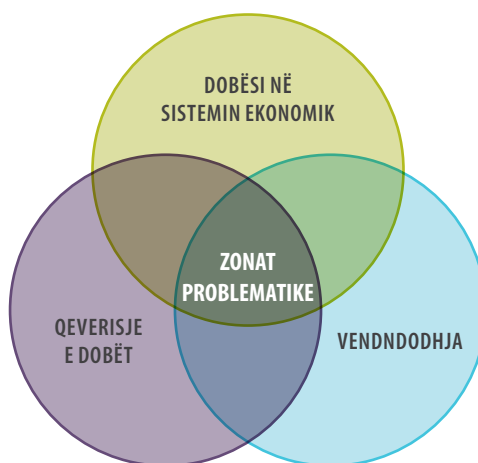 DOBËSI NË
SISTEMIN EKONOMIK
ZONAT
PROBLEMATIKE
QEVERISJE
E DOBËT
VENDNDODHJA